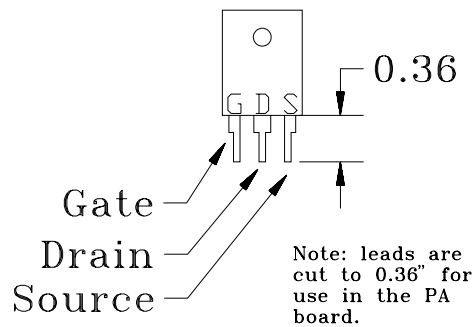 0.36
G D S
Gate
Drain
Source
Note: leads are
cut to 0.36" for
use in the PA
board.